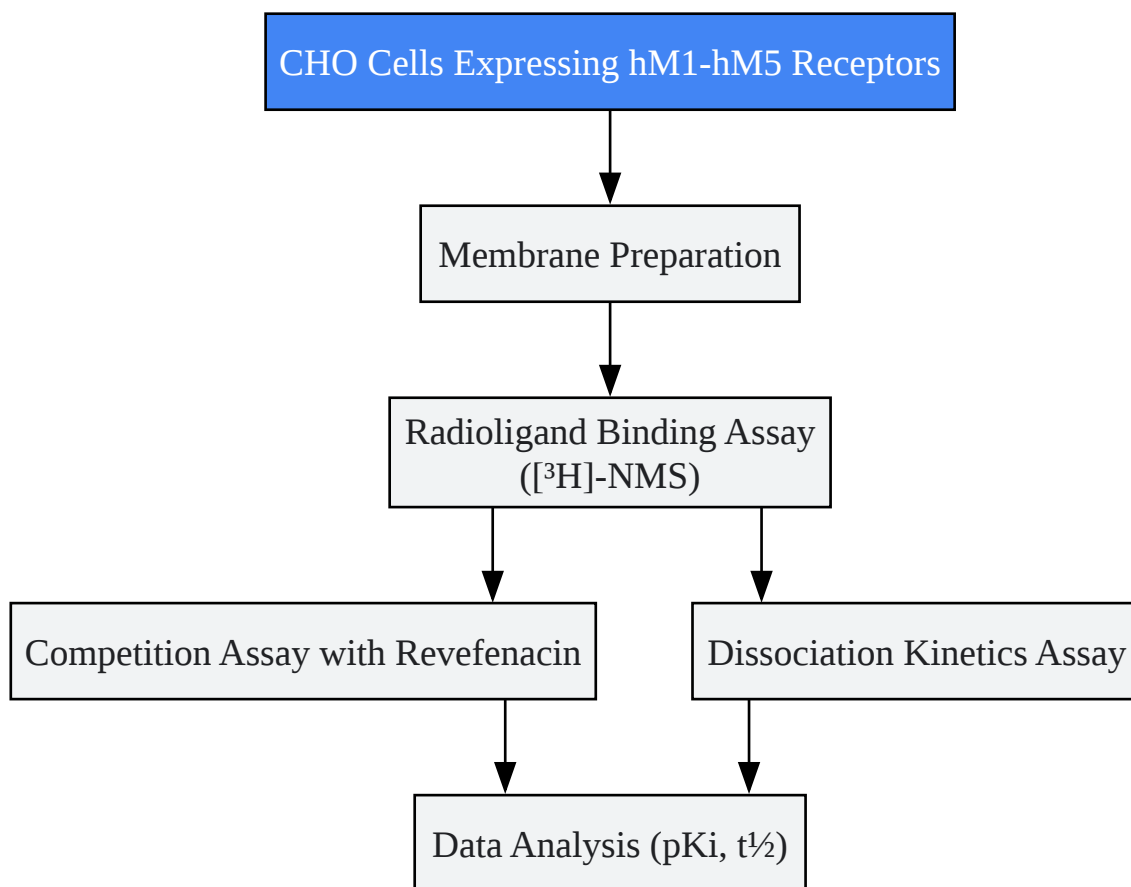 CHO Cells Expressing hM1-hM5 Receptors
Membrane Preparation
Radioligand Binding Assay
([³H]-NMS)
Competition Assay with Revefenacin
Dissociation Kinetics Assay
Data Analysis (pKi, t½)